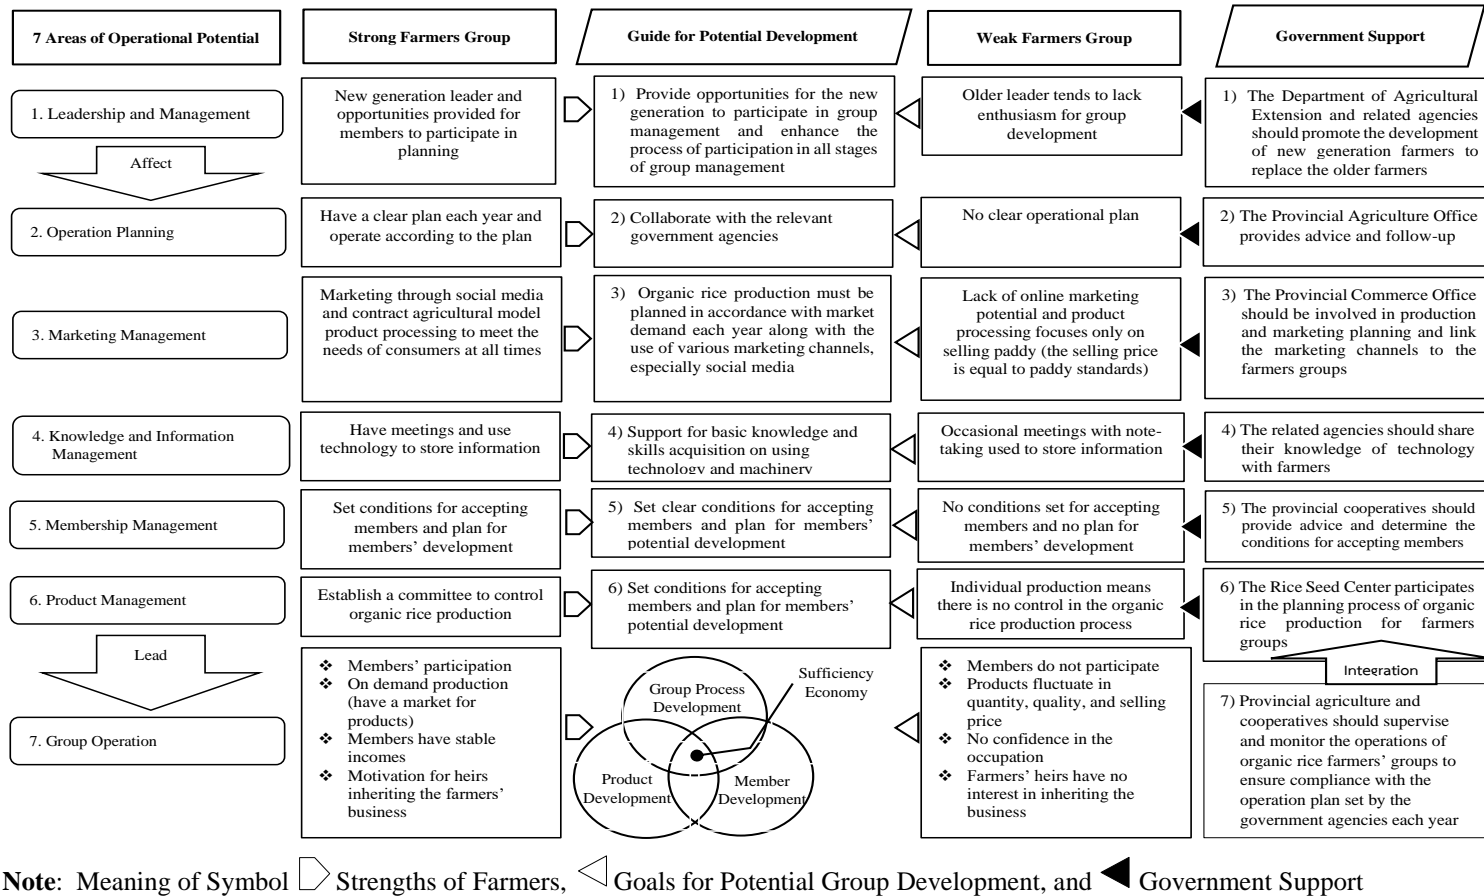 7 Areas of Operational Potential
Strong Farmers Group
Guide for Potential Development
Weak Farmers Group
Government Support
1. Leadership and Management
New generation leader and
opportunities provided for
members to participate in
planning
1) Provide opportunities for the new
generation to participate in group
management and enhance the
process of participation in all stages
of group management
Older leader tends to lack
enthusiasm for group
development
1) The Department of Agricultural
Extension and related agencies
should promote the development
of new generation farmers to
replace the older farmers
Affect
2. Operation Planning
Have a clear plan each year and
operate according to the plan
2) Collaborate with the relevant
government agencies
No clear operational plan
2) The Provincial Agriculture Office
provides advice and follow-up
3. Marketing Management
Marketing through social media
and contract agricultural model
product processing to meet the
needs of consumers at all times
3) Organic rice production must be
planned in accordance with market
demand each year along with the
use of various marketing channels,
especially social media
Lack of online marketing
potential and product
processing focuses only on
selling paddy (the selling price
is equal to paddy standards)
3) The Provincial Commerce Office
should be involved in production
and marketing planning and link
the marketing channels to the
farmers groups
4. Knowledge and Information
Management
Have meetings and use
technology to store information
4) Support for basic knowledge and
skills acquisition on using
technology and machinery
Occasional meetings with note-
taking used to store information
4) The related agencies should share
their knowledge of technology
with farmers
5. Membership Management
Set conditions for accepting
members and plan for
members' development
5) Set clear conditions for accepting
members and plan for members'
potential development
No conditions set for accepting
members and no plan for
members' development
5) The provincial cooperatives should
provide advice and determine the
conditions for accepting members
6. Product Management
Establish a committee to control
organic rice production
6) Set conditions for accepting
members and plan for members'
potential development
Individual production means
there is no control in the organic
rice production process
6) The Rice Seed Center participates
in the planning process of organic
rice production for farmers
groups
Lead
Integration
7. Group Operation
❖ Members' participation
❖ On demand production
(have a market for
products)
❖ Members have stable
incomes
❖ Motivation for heirs
inheriting the farmers'
business
Sufficiency
Economy
Group Process
Development
Product
Development
Member
Development
❖ Members do not participate
❖ Products fluctuate in
quantity, quality, and selling
price
❖ No confidence in the
occupation
❖ Farmers' heirs have no
interest in inheriting the
business
7) Provincial agriculture and
cooperatives should supervise
and monitor the operations of
organic rice farmers' groups to
ensure compliance with the
operation plan set by the
government agencies each year
Note: Meaning of Symbol Strengths of Farmers, Goals for Potential Group Development, and Government Support